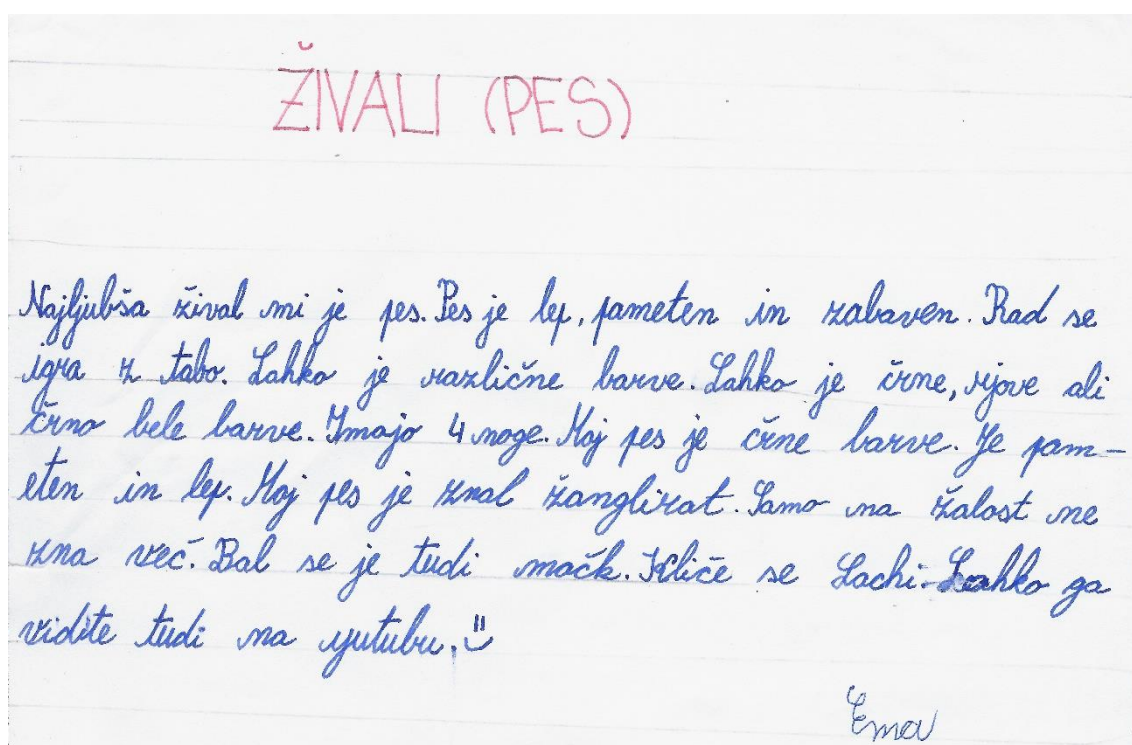 ŽIVALI (PES)
Najljubša žival mi je pes. Pes je lep, pameten in zabaven. Rad se
igra z tabo. Lahko je različne barve. Lahko je črne, rjove ali
črno bele barve. Imajo 4 noge. Moj pes je črne barve. Je pam-
eten in lep. Moj pes je znal žanglirat. Samo na žalost ne
zna več. Bal se je tudi mačk. Kliče se Lachi. Lahko ga
vidite tudi na yutubu. :)
Ema